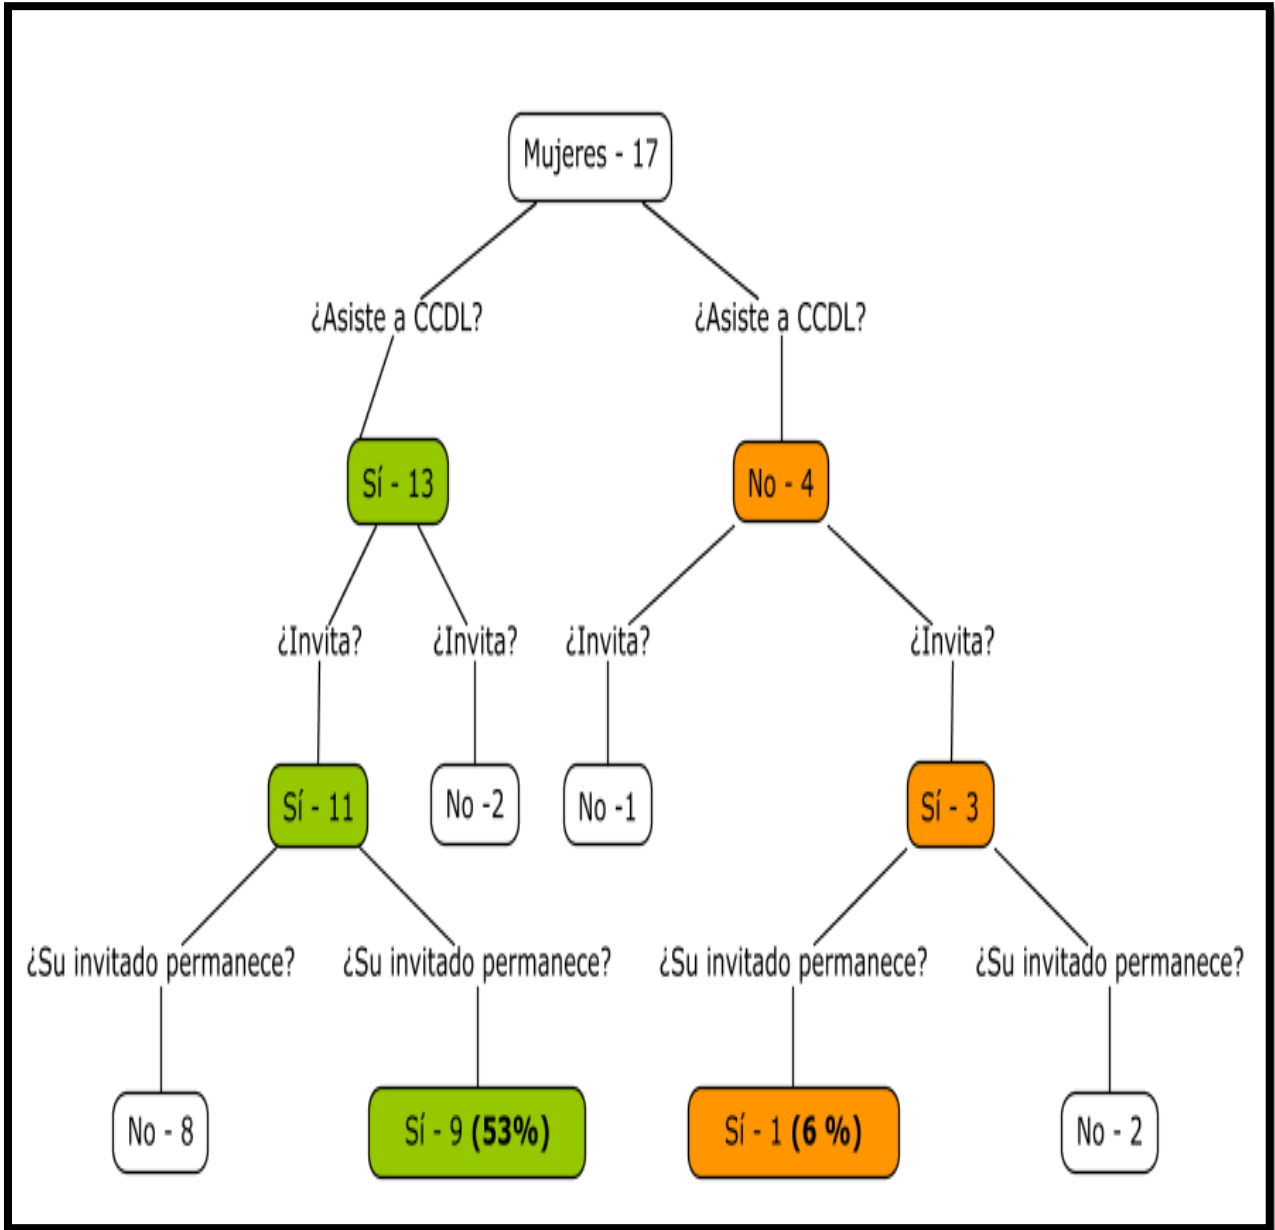 Mujeres - 17
¿Asiste a CCDL?
¿Asiste a CCDL?
Sí - 13
No - 4
¿Invita?
¿Invita?
¿Invita?
¿Invita?
Sí - 11
No -2
No -1
Sí - 3
¿Su invitado permanece?
¿Su invitado permanece?
¿Su invitado permanece?
¿Su invitado permanece?
No - 8
Sí - 9 (53%)
Sí - 1 (6 %)
No - 2